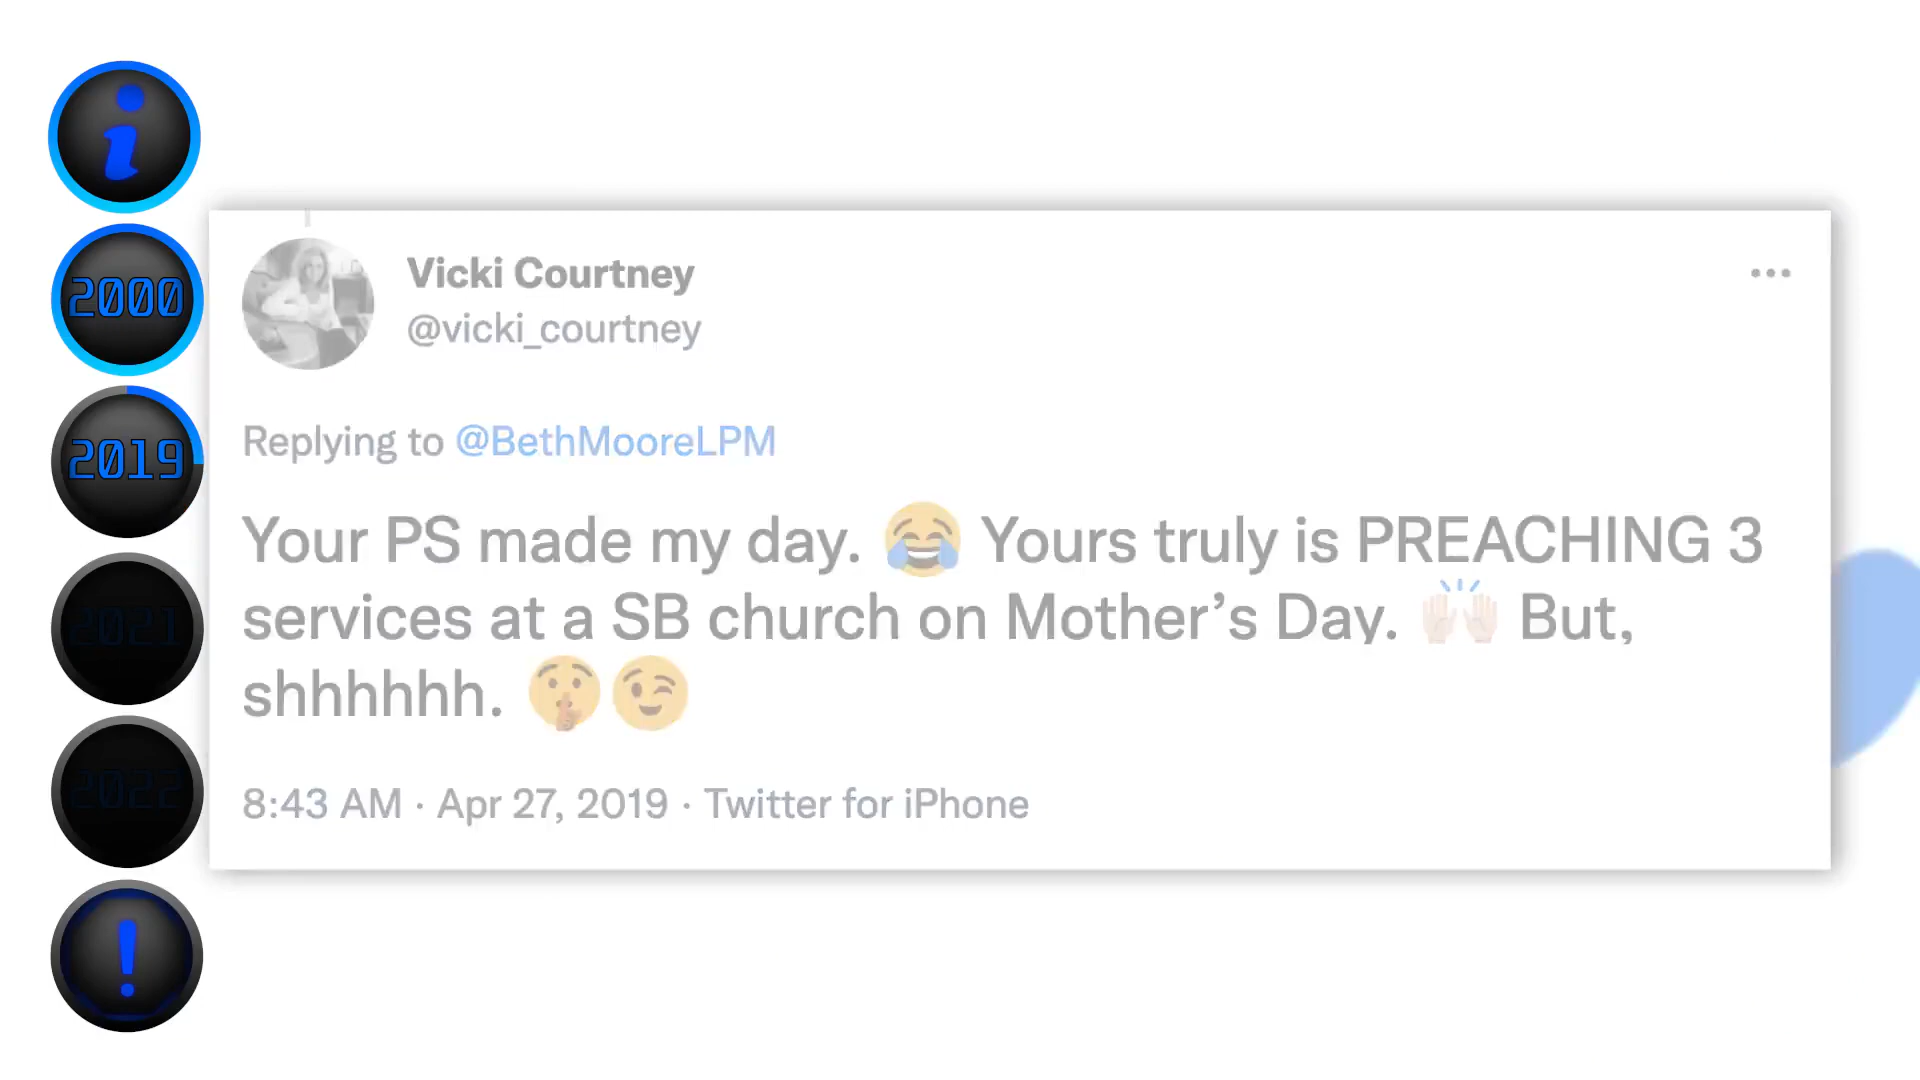 i
2000
2019
2021
2022
!
Vicki Courtney
@vicki_courtney
Replying to @BethMooreLPM
Your PS made my day. 😂 Yours truly is PREACHING 3
services at a SB church on Mother’s Day. 🙌🏻 But,
shhhhhh. 🤫😉
8:43 AM · Apr 27, 2019 · Twitter for iPhone